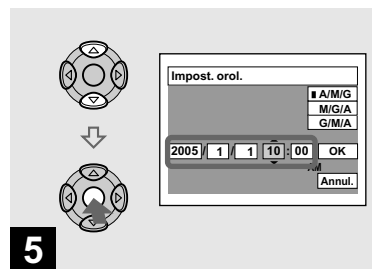 Impost. orol.
A/M/G
M/G/A
G/M/A
2005 / 1 / 1 10 : 00 OK
AM
Annul.
5